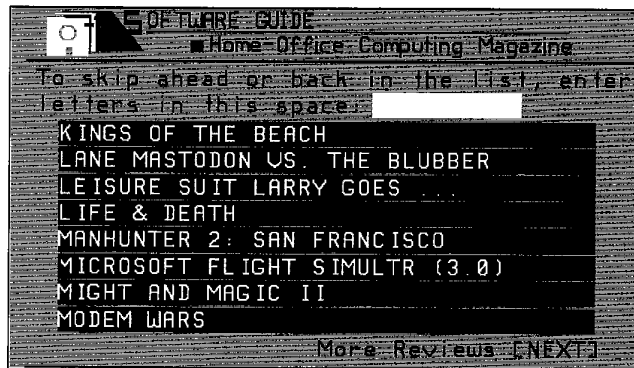 SOFTWARE GUIDE
Home-Office Computing Magazine
To skip ahead or back in the list, enter
letters in this space:
KINGS OF THE BEACH
LANE MASTODON VS. THE BLUBBER
LEISURE SUIT LARRY GOES ...
LIFE & DEATH
MANHUNTER 2: SAN FRANCISCO
MICROSOFT FLIGHT SIMULTR (3.0)
MIGHT AND MAGIC II
MODEM WARS
More Reviews [NEXT]